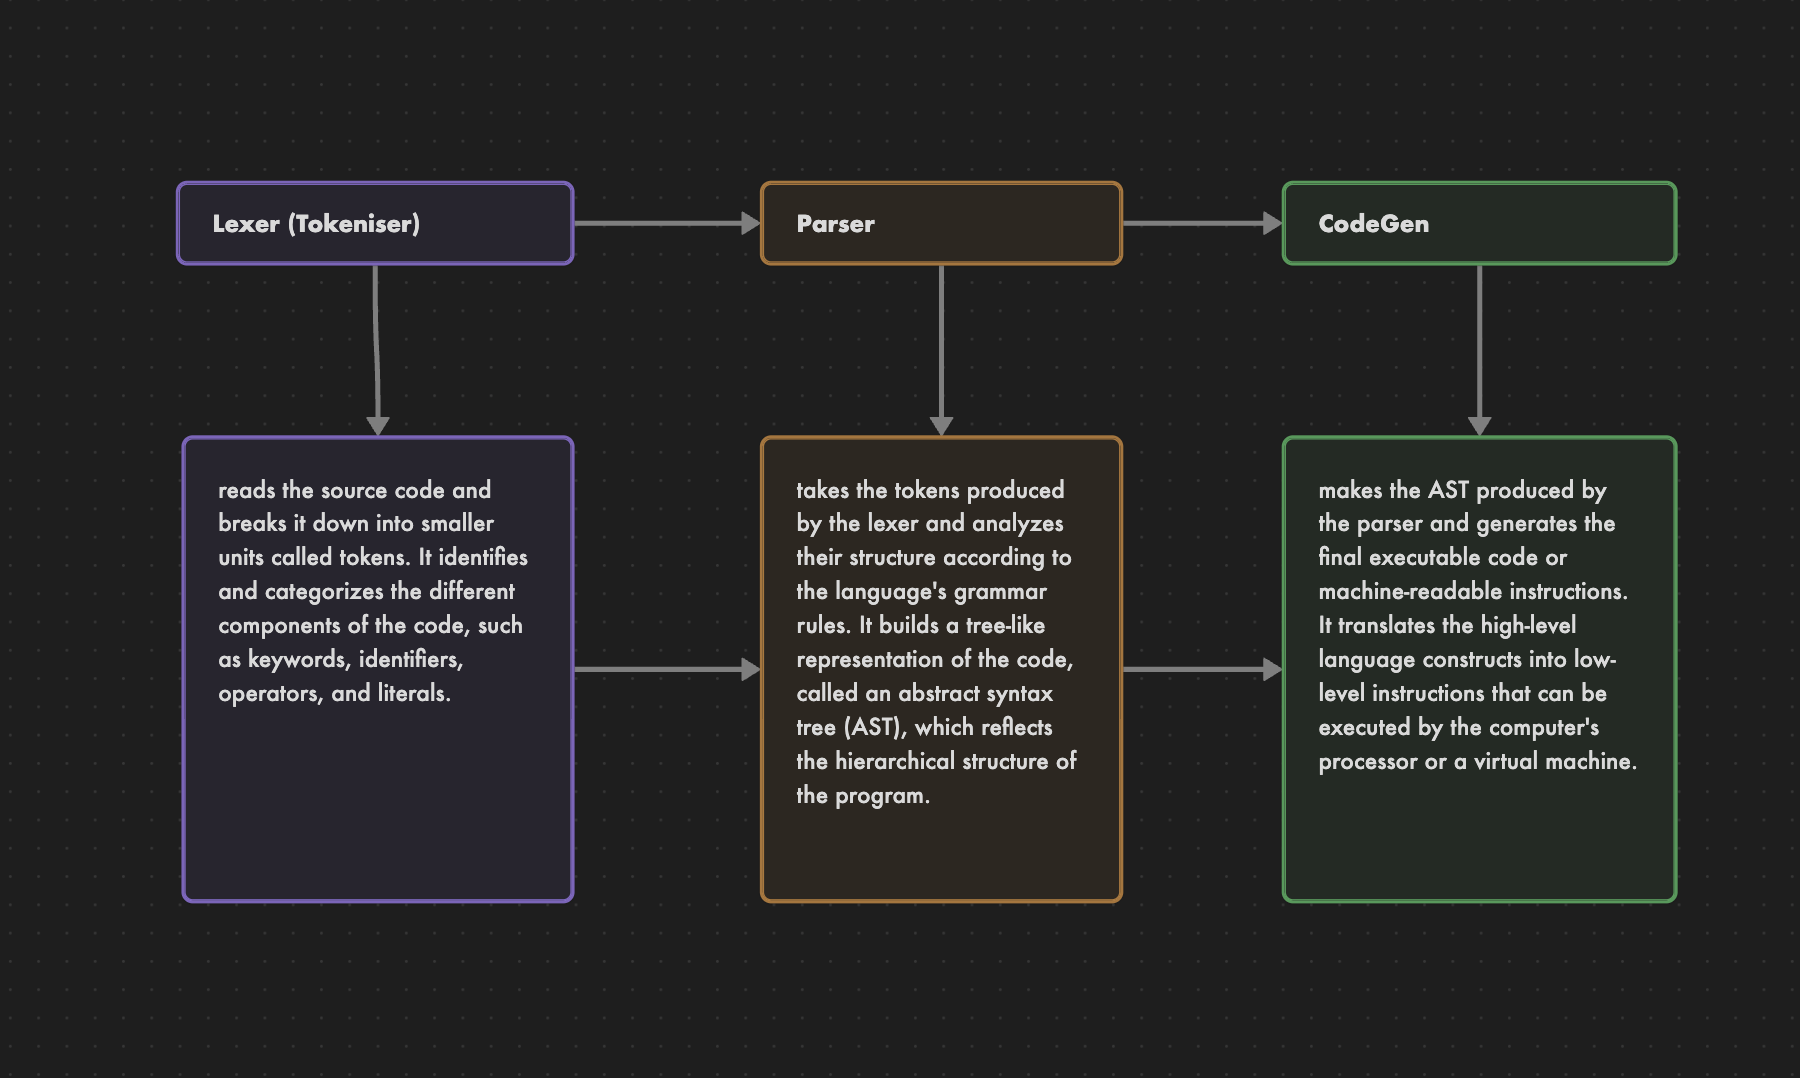 Lexer (Tokeniser)
Parser
CodeGen
reads the source code and
breaks it down into smaller
units called tokens. It identifies
and categorizes the different
components of the code, such
as keywords, identifiers,
operators, and literals.
takes the tokens produced
by the lexer and analyzes
their structure according to
the language's grammar
rules. It builds a tree-like
representation of the code,
called an abstract syntax
tree (AST), which reflects
the hierarchical structure of
the program.
makes the AST produced by
the parser and generates the
final executable code or
machine-readable instructions.
It translates the high-level
language constructs into low-
level instructions that can be
executed by the computer's
processor or a virtual machine.